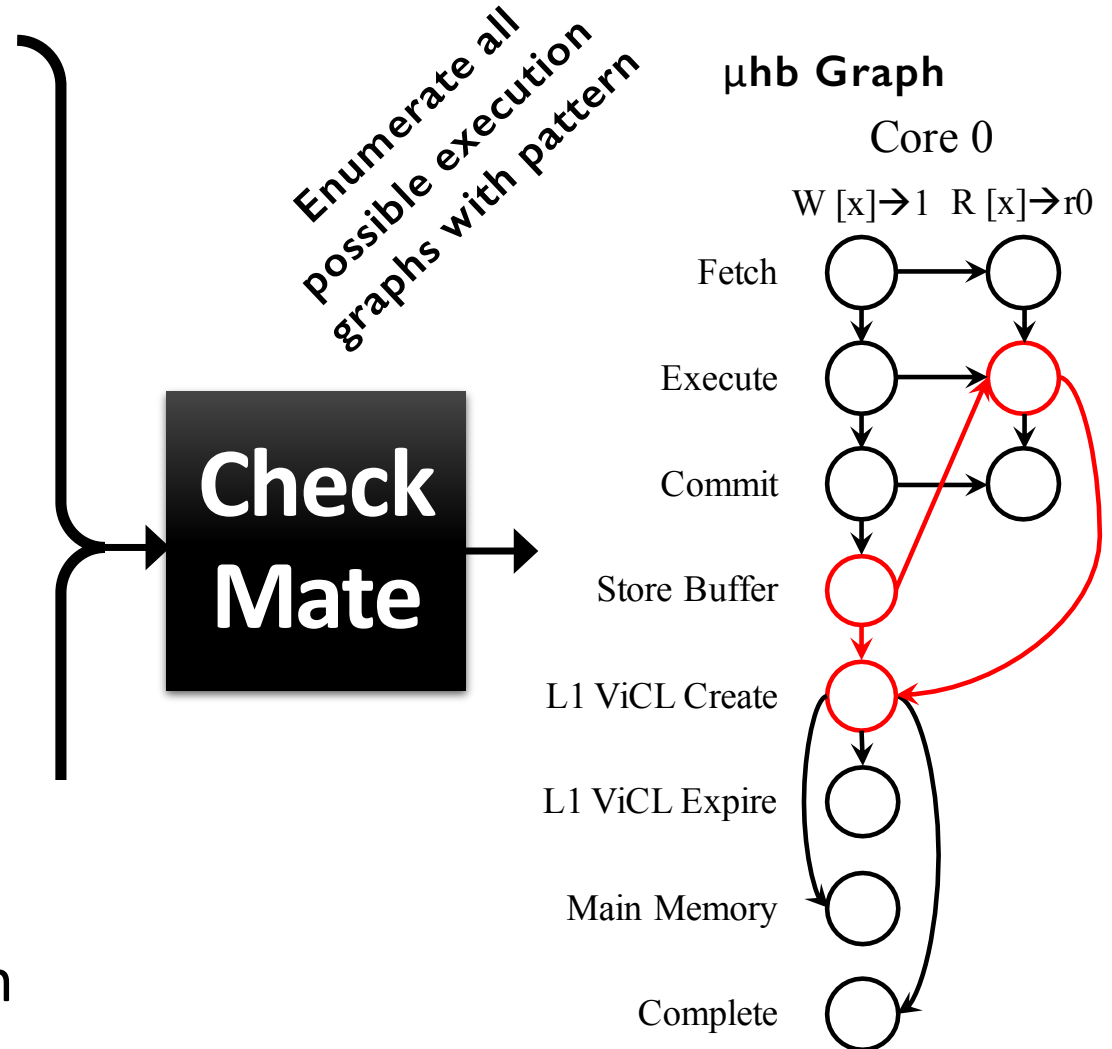 Enumerate all
possible execution
graphs with pattern
μhb Graph
Core 0
W [x]→1 R [x]→r0
Fetch
Execute
Commit
Store Buffer
L1 ViCL Create
L1 ViCL Expire
Main Memory
Complete
Check
Mate